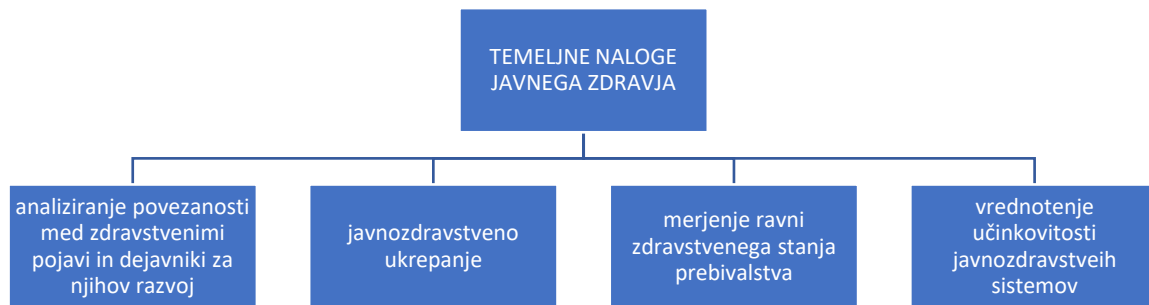 TEMELJNE NALOGE
JAVNEGA ZDRAVJA
analiziranje povezanosti
med zdravstvenimi
pojavi in dejavniki za
njihov razvoj
javnozdravstveno
ukrepanje
merjenje ravni
zdravstvenega stanja
prebivalstva
vrednotenje
učinkovitosti
javnozdravstveih
sistemov